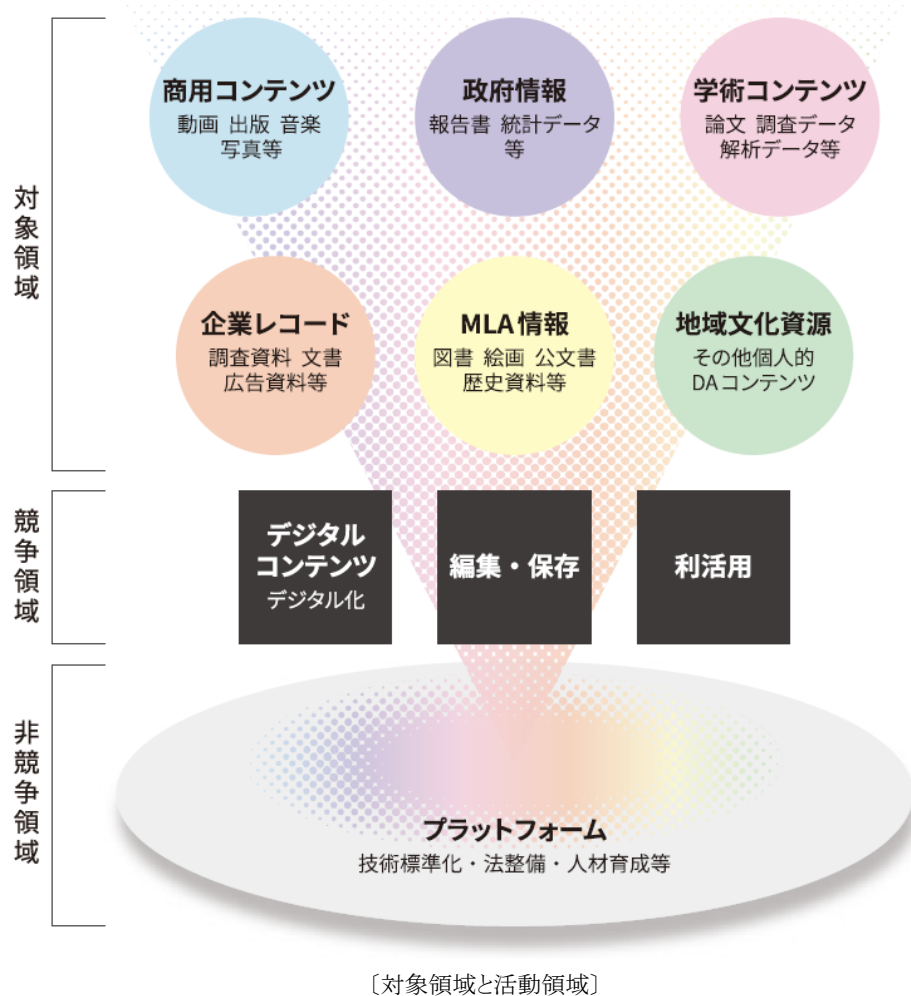 対象領域
商用コンテンツ
動画 出版 音楽
写真等
政府情報
報告書 統計データ
等
学術コンテンツ
論文 調査データ
解析データ等
企業レコード
調査資料 文書
広告資料等
MLA情報
図書 絵画 公文書
歴史資料等
地域文化資源
その他個人的
DAコンテンツ
競争領域
デジタル
コンテンツ
デジタル化
編集・保存
利活用
非競争領域
プラットフォーム
技術標準化・法整備・人材育成等
〔対象領域と活動領域〕